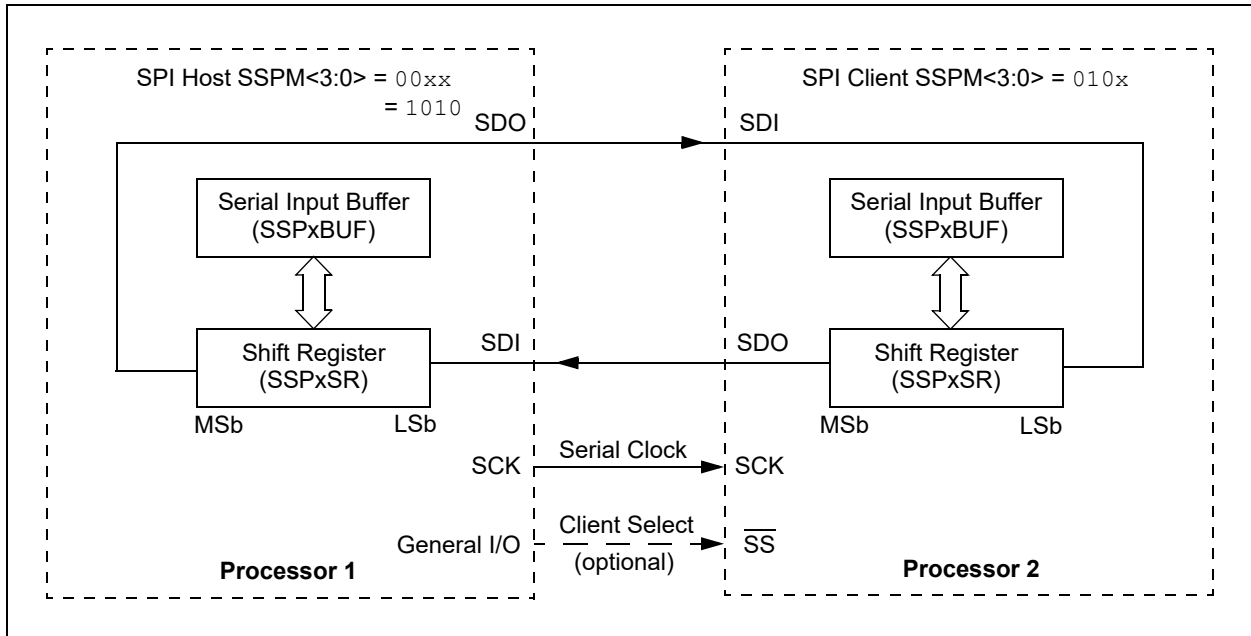 SPI Host SSPM<3:0> = 00xx
= 1010
SDO
Serial Input Buffer
(SSPxBUF)
Shift Register
(SSPxSR)
MSb
LSb
SDI
SCK
General I/O
Processor 1
Serial Clock
Client Select
(optional)
SPI Client SSPM<3:0> = 010x
SDI
Serial Input Buffer
(SSPxBUF)
SDO
Shift Register
(SSPxSR)
MSb
LSb
SCK
SS
Processor 2